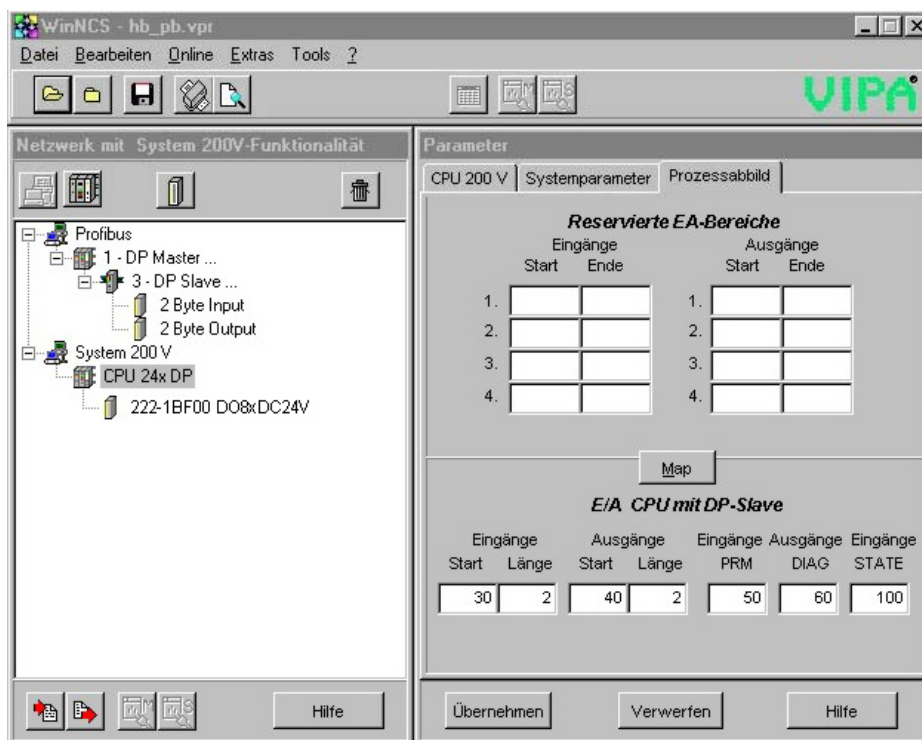 WinNCS - hb_pb.vpr
Datei Bearbeiten Online Extras Tools ?
VIPA
Netzwerk mit System 200V-Funktionalität
Profibus
1 - DP Master ...
3 - DP Slave ...
2 Byte Input
2 Byte Output
System 200 V
CPU 24x DP
222-1BF00 DO8xDC24V
Hilfe
Parameter
CPU 200 V Systemparameter Prozessabbild
Reservierte EA-Bereiche
Eingänge Ausgänge
Start Ende Start Ende
1. 1.
2. 2.
3. 3.
4. 4.
Map
E/A CPU mit DP-Slave
Eingänge Ausgänge Eingänge Ausgänge Eingänge
Start Länge Start Länge PRM DIAG STATE
30 2 40 2 50 60 100
Übernehmen Verwerfen Hilfe